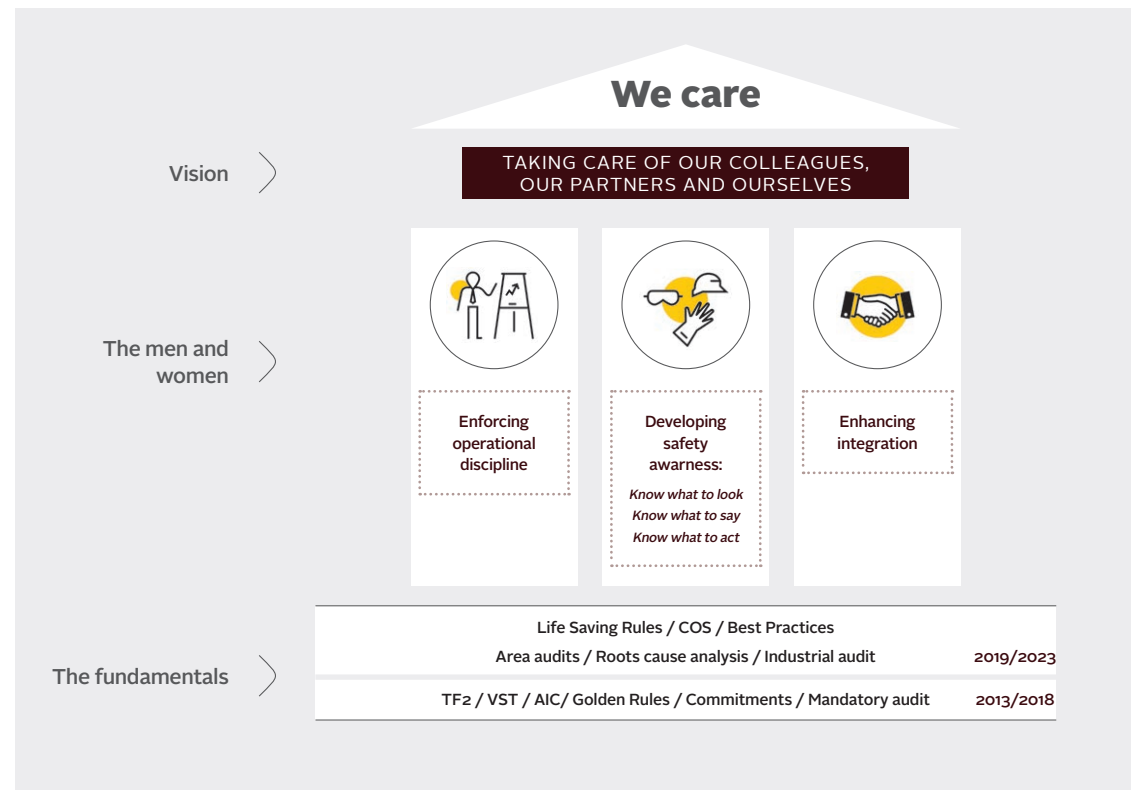 We care
Vision
TAKING CARE OF OUR COLLEAGUES,
OUR PARTNERS AND OURSELVES
The men and
women
Enforcing
operational
discipline
Developing
safety
awarness:
Know what to look
Know what to say
Know what to act
Enhancing
integration
The fundamentals
Life Saving Rules / COS / Best Practices
Area audits / Roots cause analysis / Industrial audit 2019/2023
TF2 / VST / AIC/ Golden Rules / Commitments / Mandatory audit 2013/2018